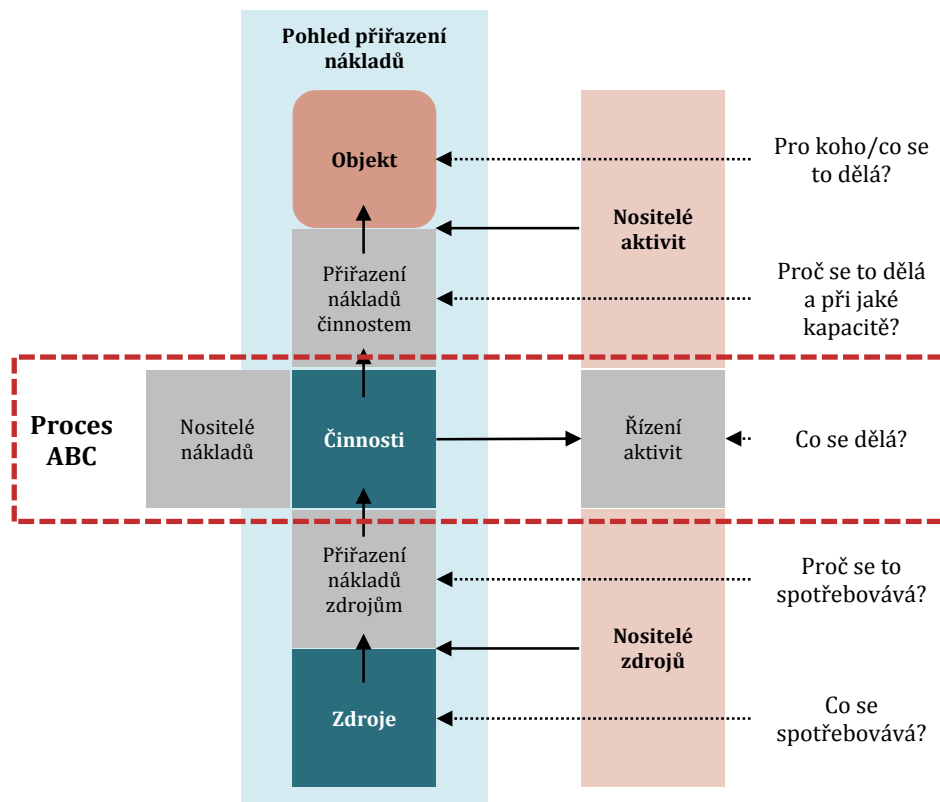 Pohled přiřazení
nákladů
Objekt
Pro koho/co se
to dělá?
Nositelé
aktivit
Přiřazení
nákladů
činnostem
Proč se to dělá
a při jaké
kapacitě?
Proces
ABC
Nositelé
nákladů
Činnosti
Řízení
aktivit
Co se dělá?
Přiřazení
nákladů
zdrojům
Proč se to
spotřebovává?
Nositelé
zdrojů
Zdroje
Co se
spotřebovává?